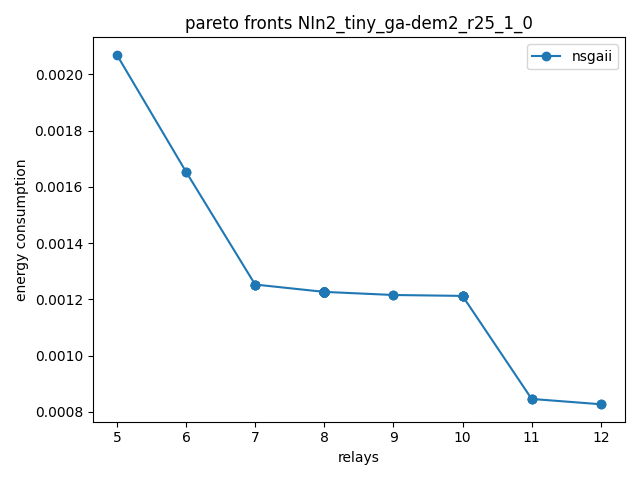 pareto fronts NIn2_tiny_ga-dem2_r25_1_0
nsgaii
energy consumption
0.0020
0.0018
0.0016
0.0014
0.0012
0.0010
0.0008
5 6 7 8 9 10 11 12
relays